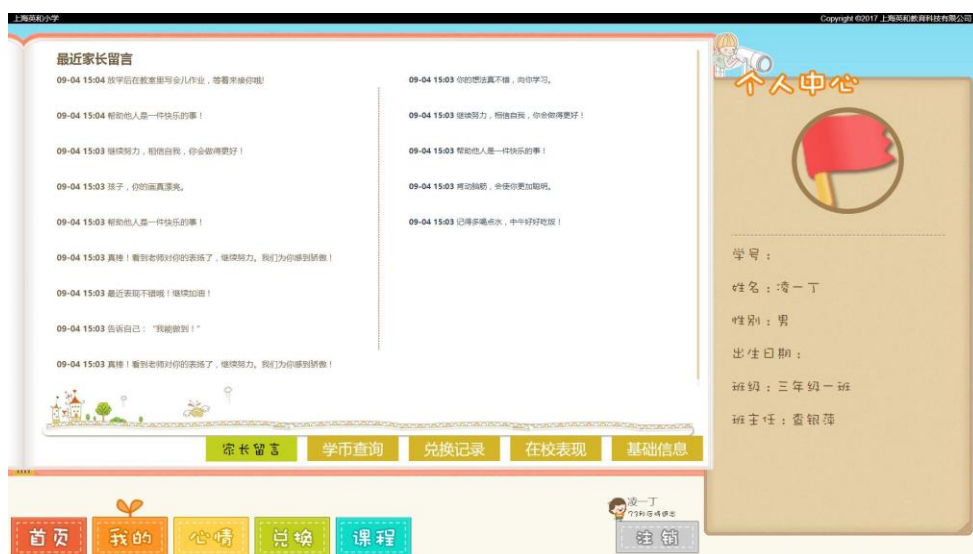 上海英和小学
Copyright ©2017 上海英和教育科技有限公司
最近家长留言
09-04 15:04 放学后在教室里写会儿作业，等着来接你哦!
09-04 15:04 帮助他人是一件快乐的事！
09-04 15:03 继续努力，相信自我，你会做得更好！
09-04 15:03 孩子，你的画真漂亮。
09-04 15:03 帮助他人是一件快乐的事！
09-04 15:03 真棒！看到老师对你的表扬了，继续努力。我们为你感到骄傲！
09-04 15:03 最近表现不错哦！继续加油！
09-04 15:03 告诉自己：“我能做到！”
09-04 15:03 真棒！看到老师对你的表扬了，继续努力。我们为你感到骄傲！
09-04 15:03 你的想法真不错，向你学习。
09-04 15:03 继续努力，相信自我，你会做得更好！
09-04 15:03 帮助他人是一件快乐的事！
09-04 15:03 开动脑筋，会使你更加聪明。
09-04 15:03 记得多喝点水，中午好好吃饭！
个人中心
学号：
姓名：凌一丁
性别：男
出生日期：
班级：三年级一班
班主任：查银萍
家长留言
学币查询
兑换记录
在校表现
基础信息
凌一丁
73秒后将退出
首页
我的
心情
兑换
课程
注销